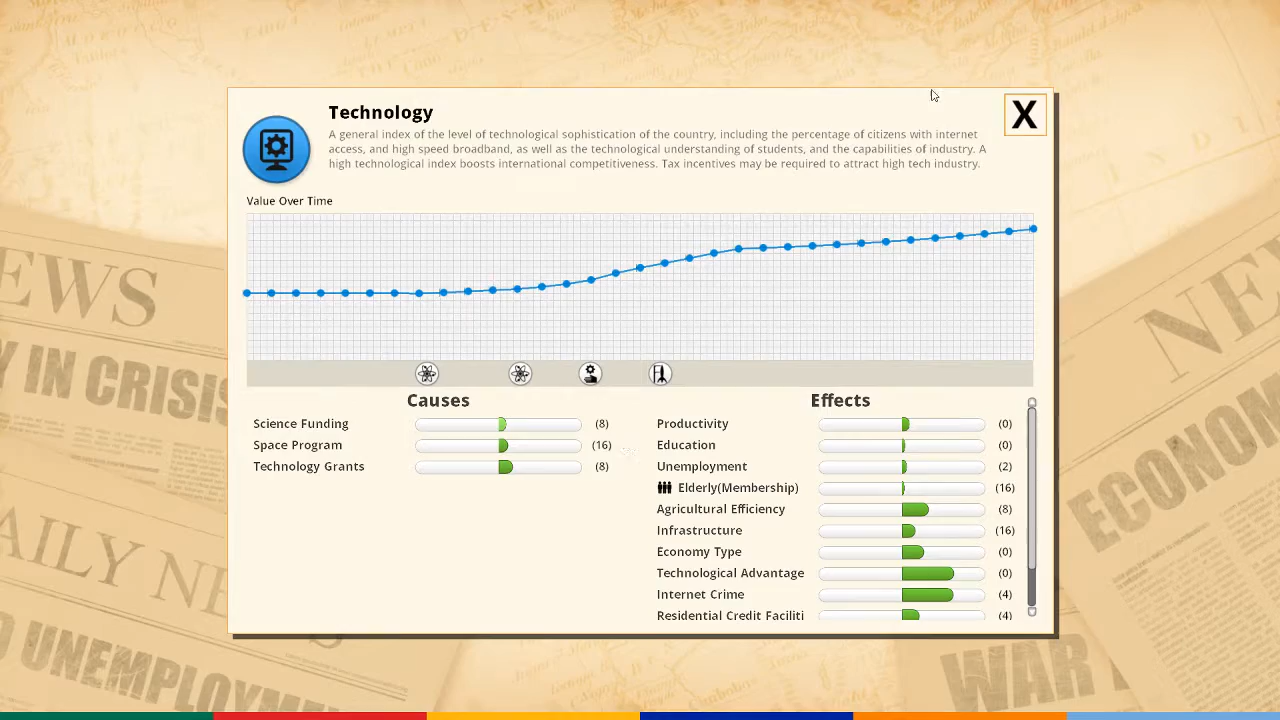 Technology
X
A general index of the level of technological sophistication of the country, including the percentage of citizens with internet
access, and high speed broadband, as well as the technological understanding of students, and the capabilities of industry. A
high technological index boosts international competitiveness. Tax incentives may be required to attract high tech industry.
Value Over Time
Causes
Science Funding (8)
Space Program (16)
Technology Grants (8)
Effects
Productivity (0)
Education (0)
Unemployment (2)
Elderly(Membership) (16)
Agricultural Efficiency (8)
Infrastructure (16)
Economy Type (0)
Technological Advantage (0)
Internet Crime (4)
Residential Credit Faciliti (4)
EWS
Y IN CRISIS
AILY N
UNEMPLOYM
NE
ECONOM
WAR